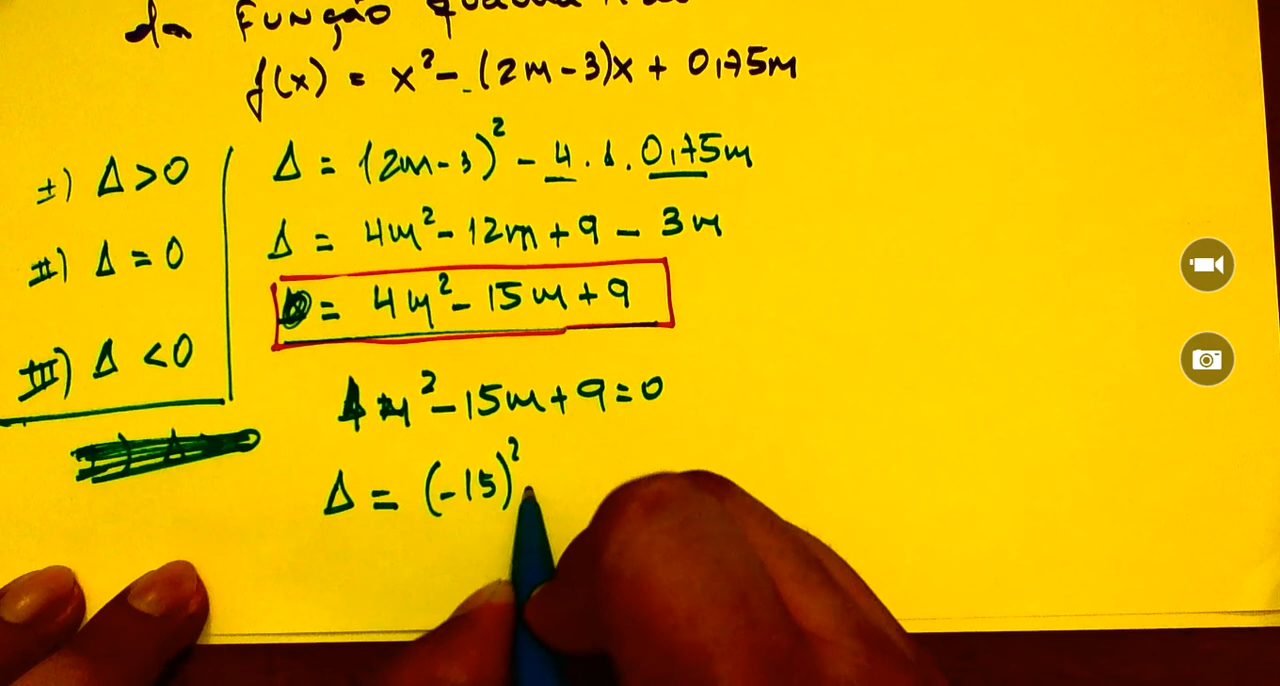 da Função
f(x) = x² - (2m-3)x + 0,75m
I) Δ > 0
II) Δ = 0
III) Δ < 0
Δ = (2m-3)² - 4 . 1 . 0,75m
Δ = 4m² - 12m + 9 - 3m
= 4m² - 15m + 9
4m² - 15m + 9 = 0
Δ = (-15)²